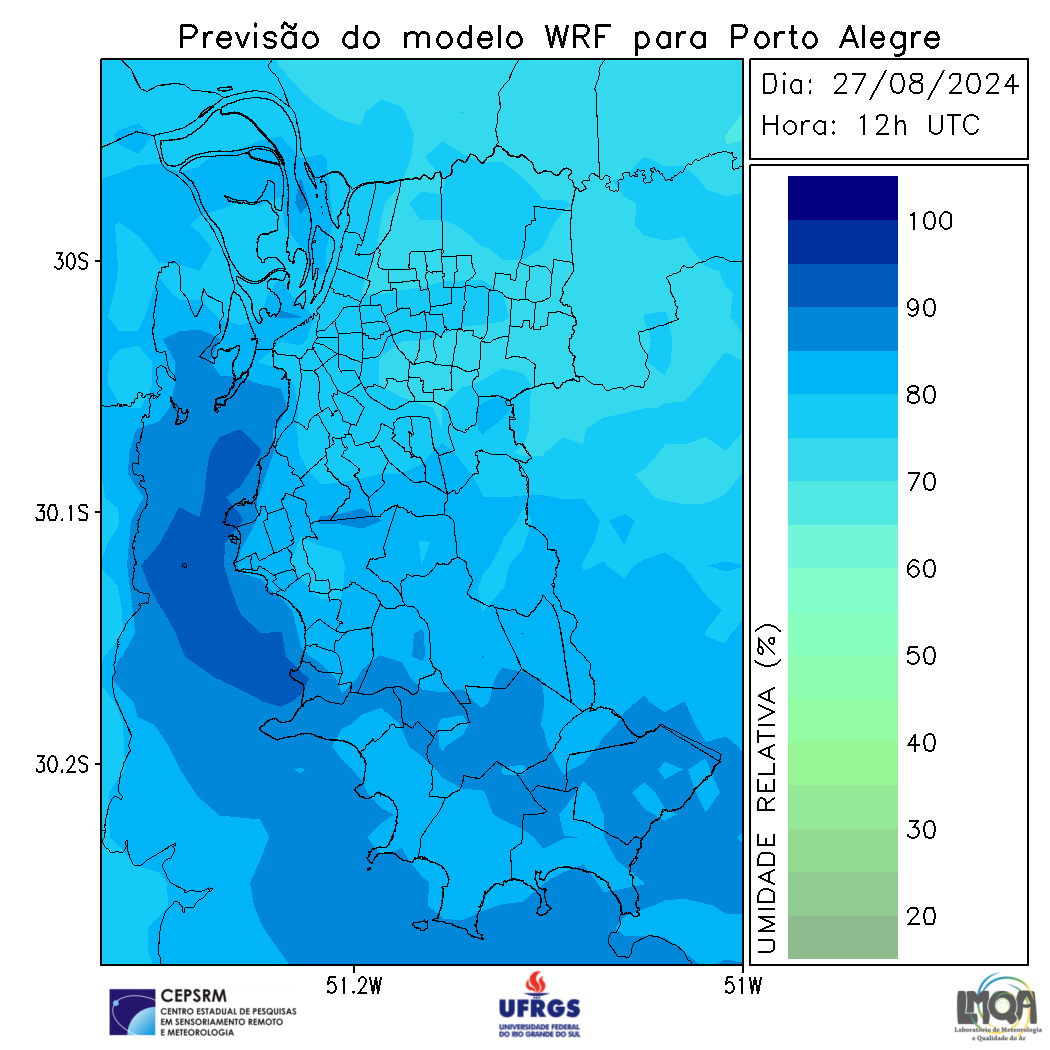 Previsão do modelo WRF para Porto Alegre
Dia: 27/08/2024
Hora: 12h UTC
100
90
80
70
60
50
40
30
20
UMIDADE RELATIVA (%)
30S
30.1S
30.2S
51.2W
51W
CEPSRM
CENTRO ESTADUAL DE PESQUISAS
EM SENSORIAMENTO REMOTO
E METEOROLOGIA
UFRGS
UNIVERSIDADE FEDERAL
DO RIO GRANDE DO SUL
LMQA
Laboratório de Meteorologia
e Qualidade do Ar